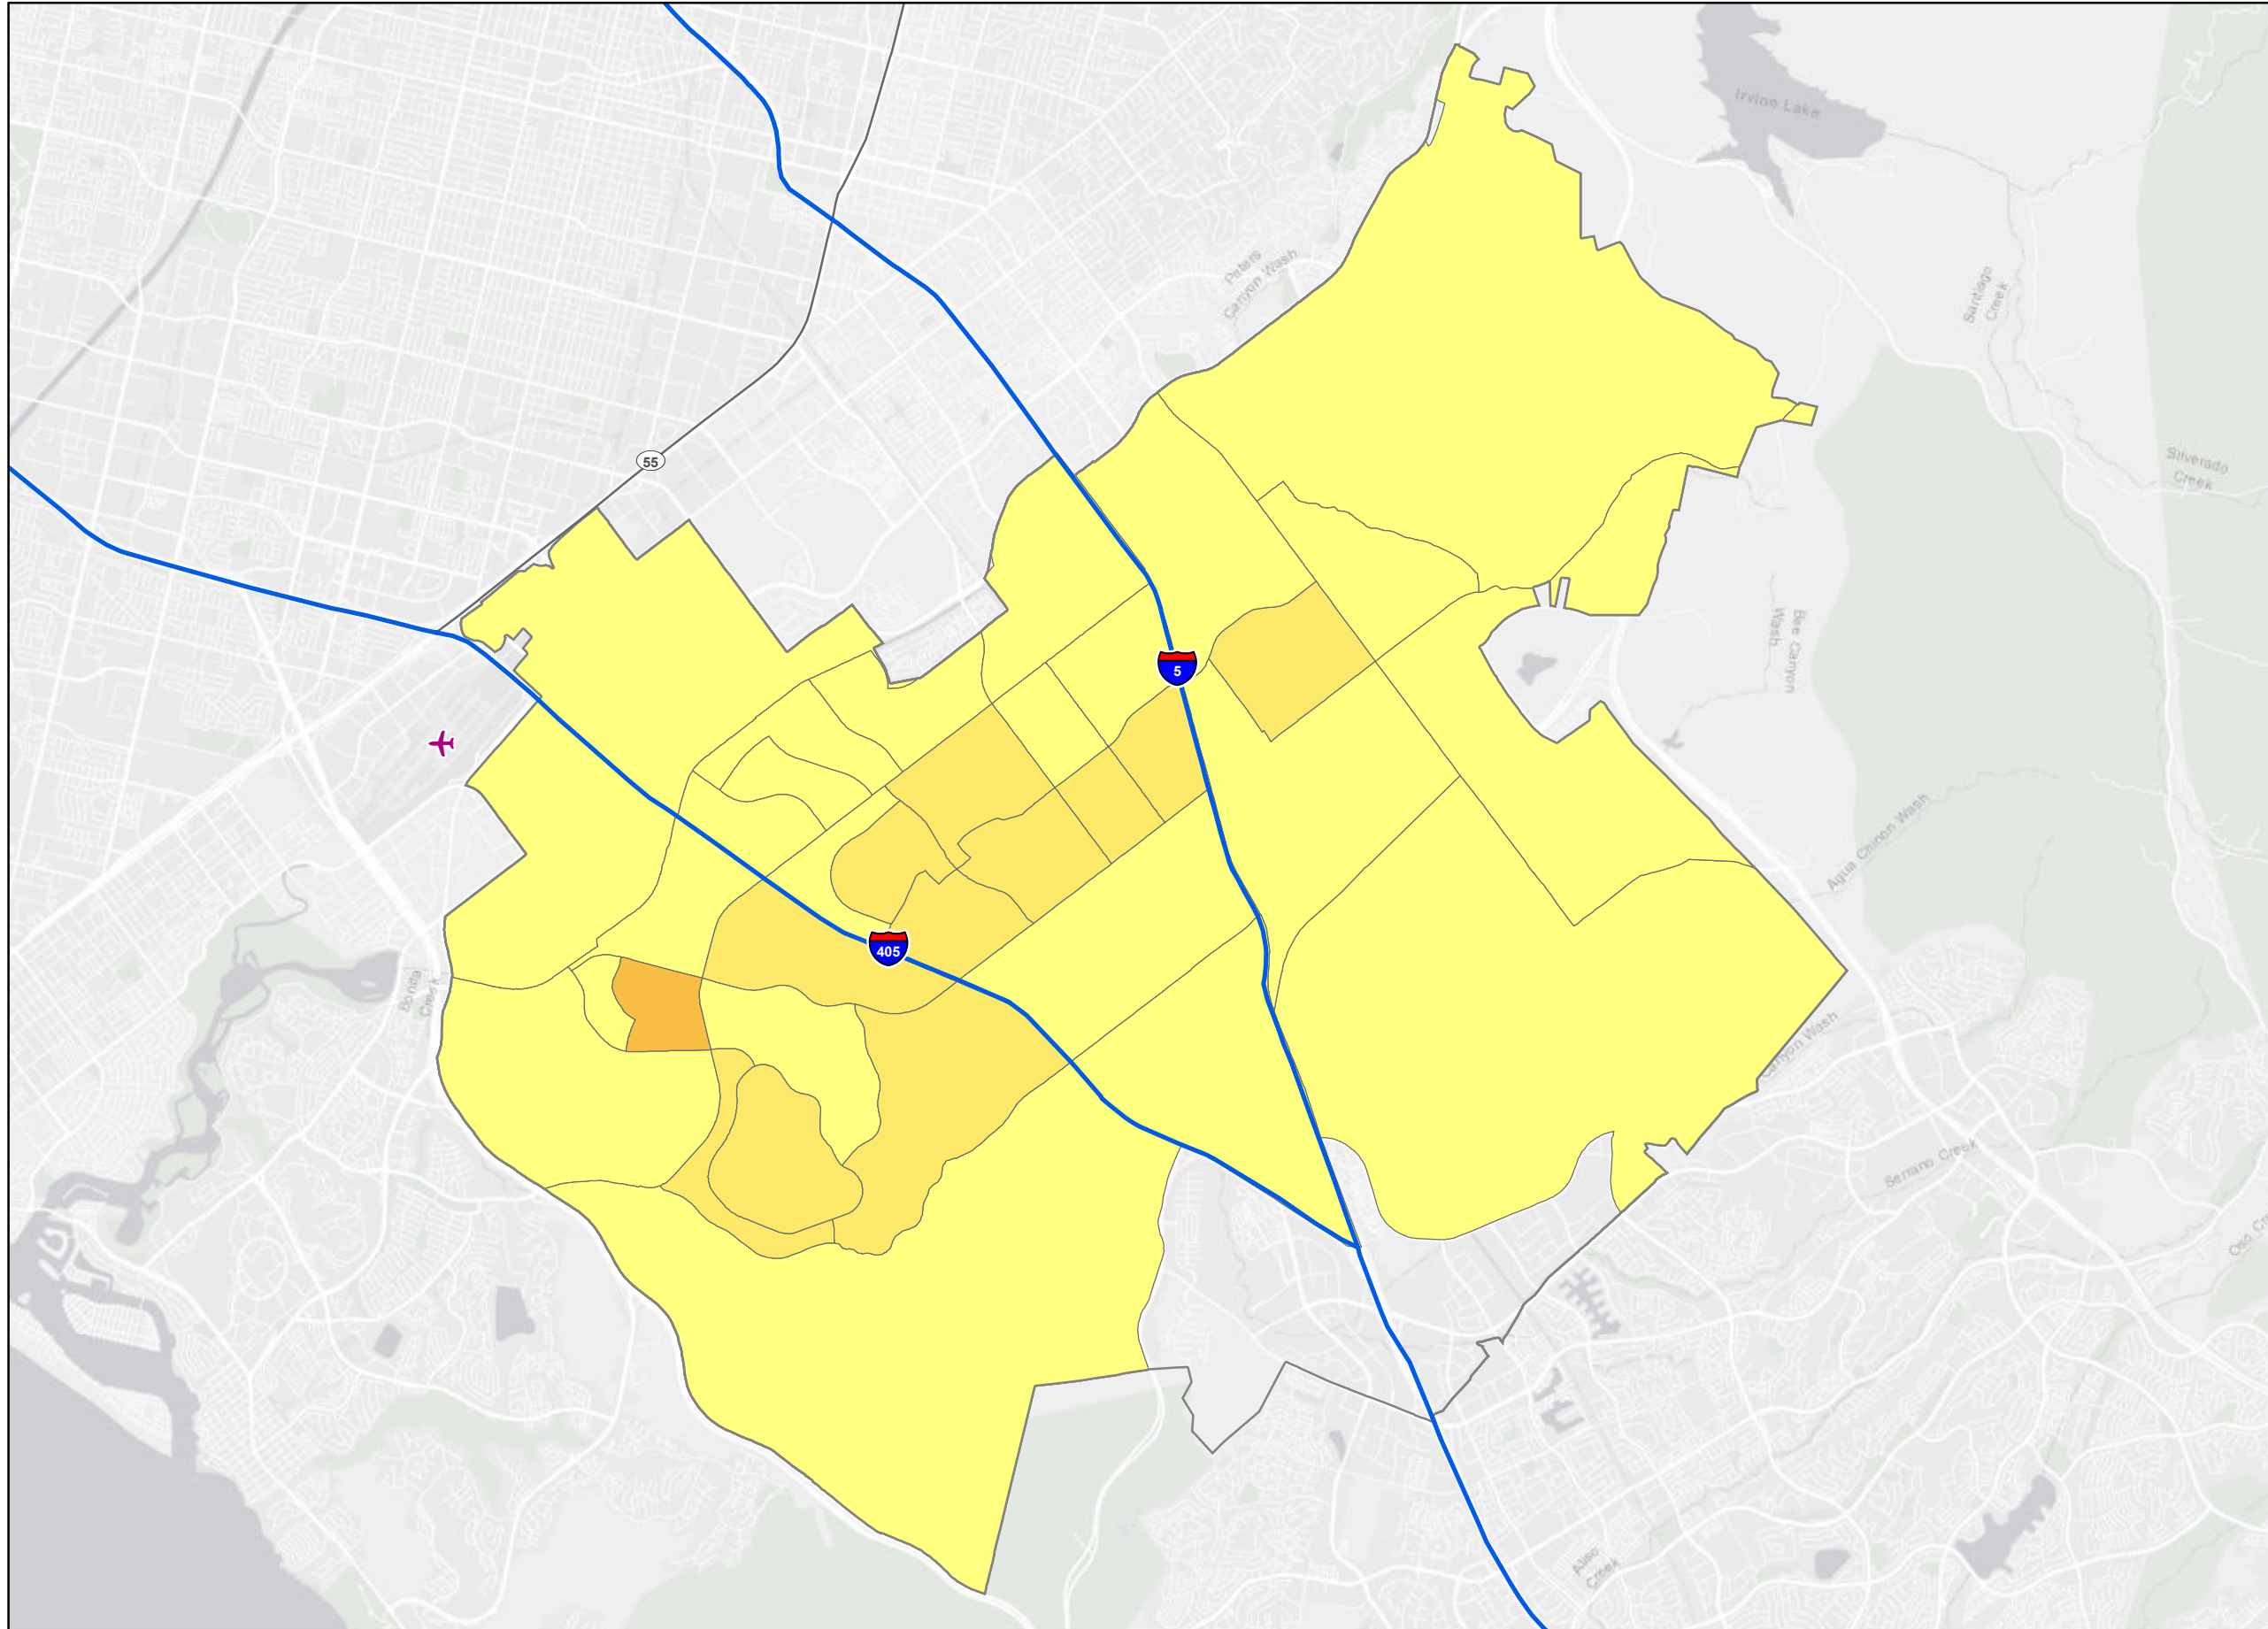 Irvine Lake
Peters
Canyon Wash
Santiago
Creek
55
Silverado
Creek
Bee Canyon
Wash
5
Agua Chinon Wash
405
Bonita
Creek
Canyon Wash
Serrano Creek
Aliso
Creek